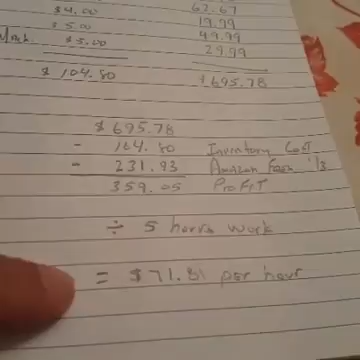 $4.00 62.67
$5.00 19.99
$5.00 49.99
29.99
$104.80 $695.78
$695.78
- 104.80 Inventory Cost
- 231.93 Amazon Fees 1/3
359.05 PROFIT
÷ 5 hours work
= $71.81 per hour